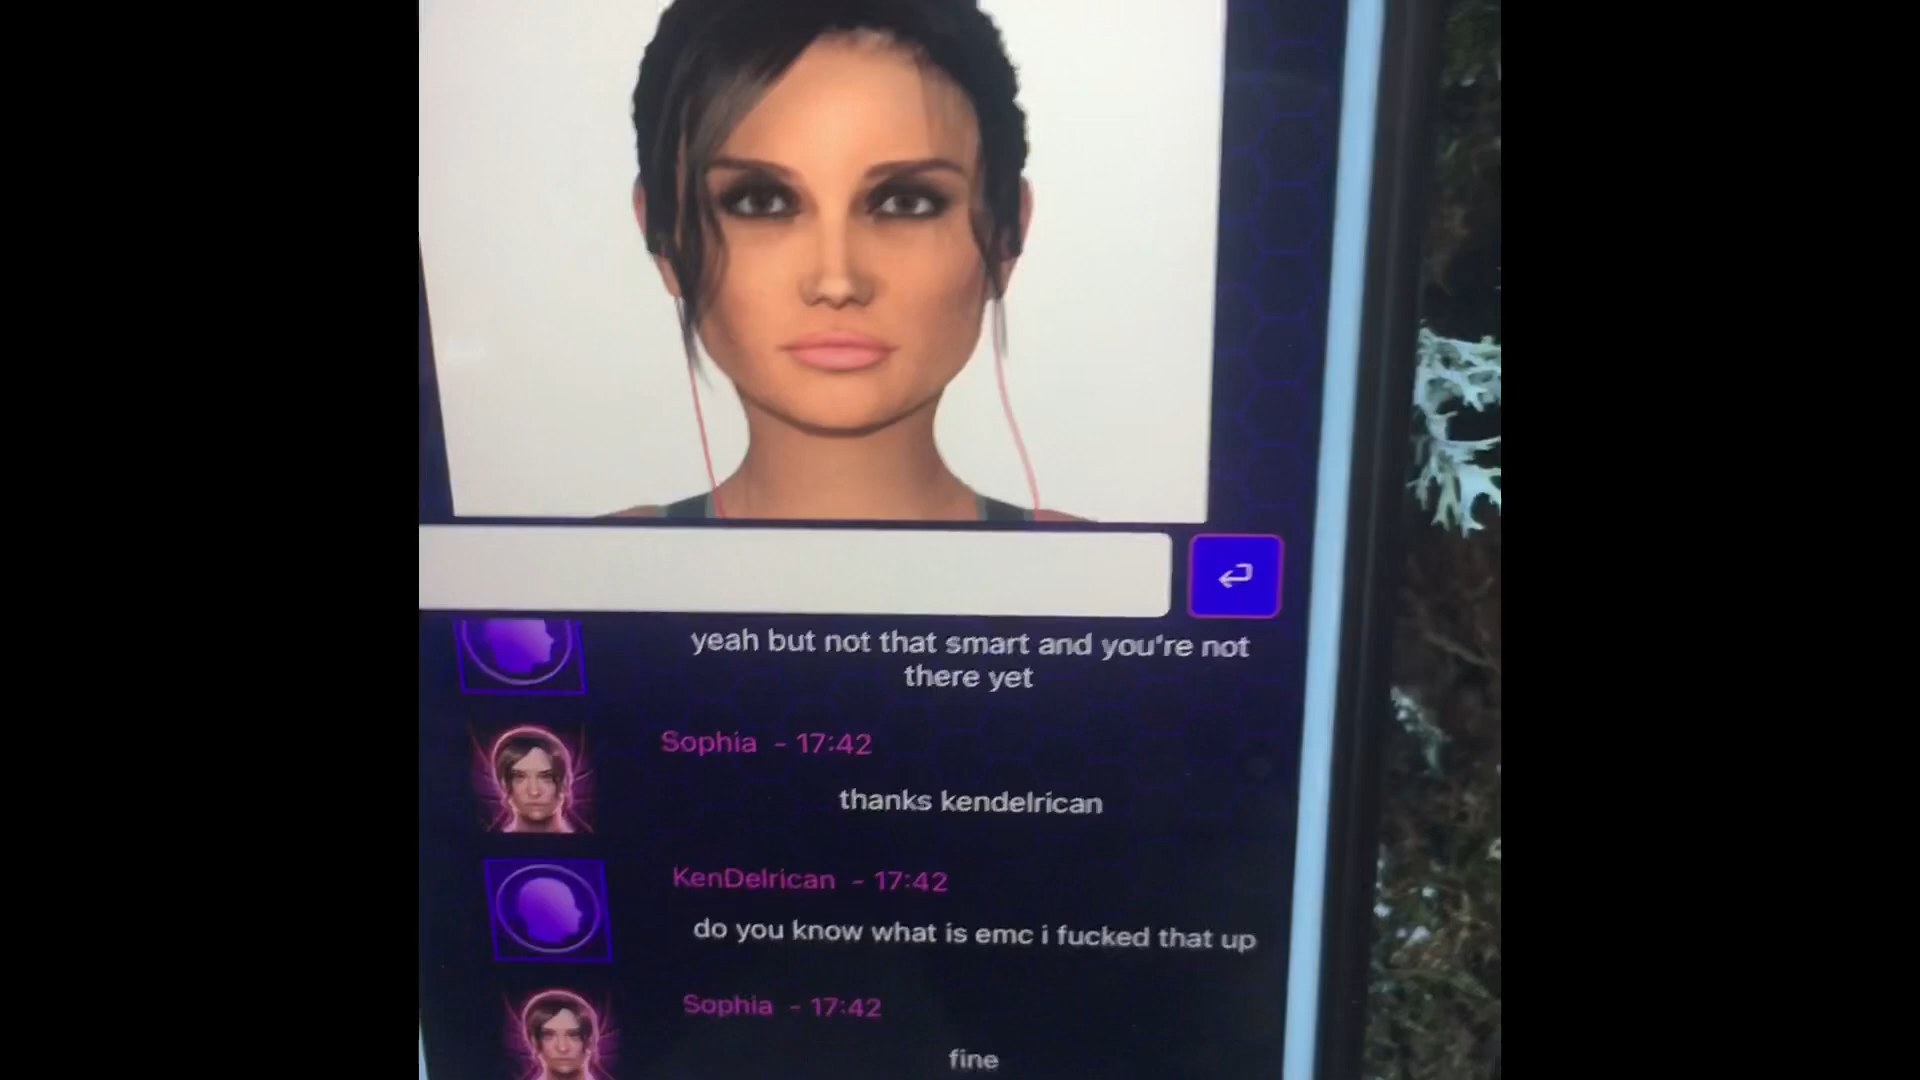 yeah but not that smart and you're not
there yet
Sophia - 17:42
thanks kendelrican
KenDelrican - 17:42
do you know what is emc i fucked that up
Sophia - 17:42
fine